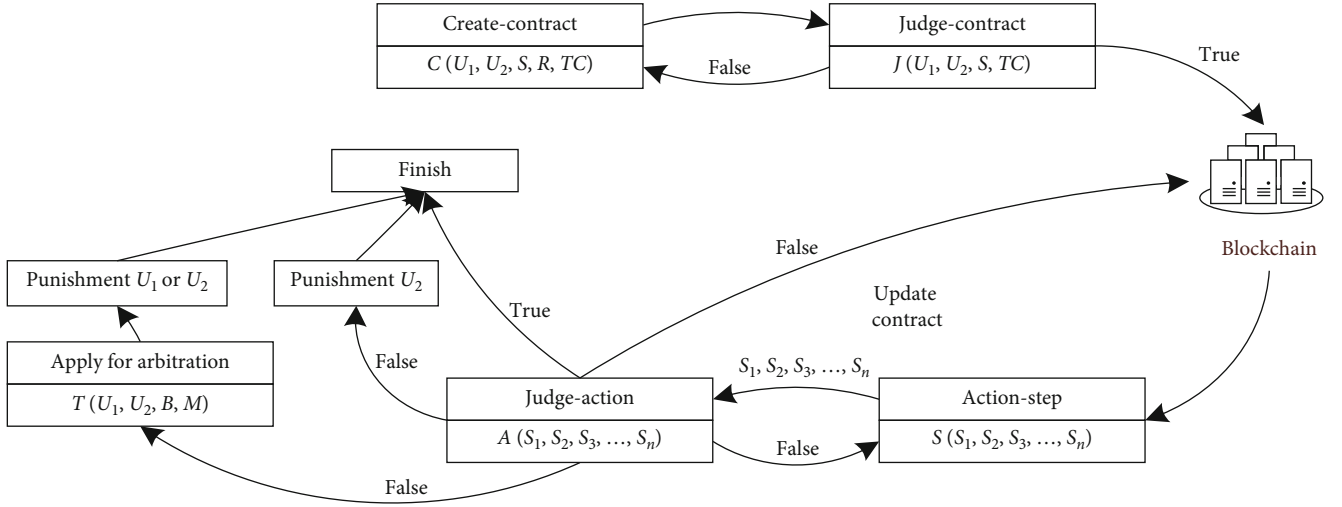 Create-contract
C (U1, U2, S, R, TC)
Judge-contract
J (U1, U2, S, TC)
False
True
Finish
Blockchain
False
Update
contract
Punishment U1 or U2
Punishment U2
True
Apply for arbitration
T (U1, U2, B, M)
False
S1, S2, S3, ..., Sn
Judge-action
A (S1, S2, S3, ..., Sn)
Action-step
S (S1, S2, S3, ..., Sn)
False
False